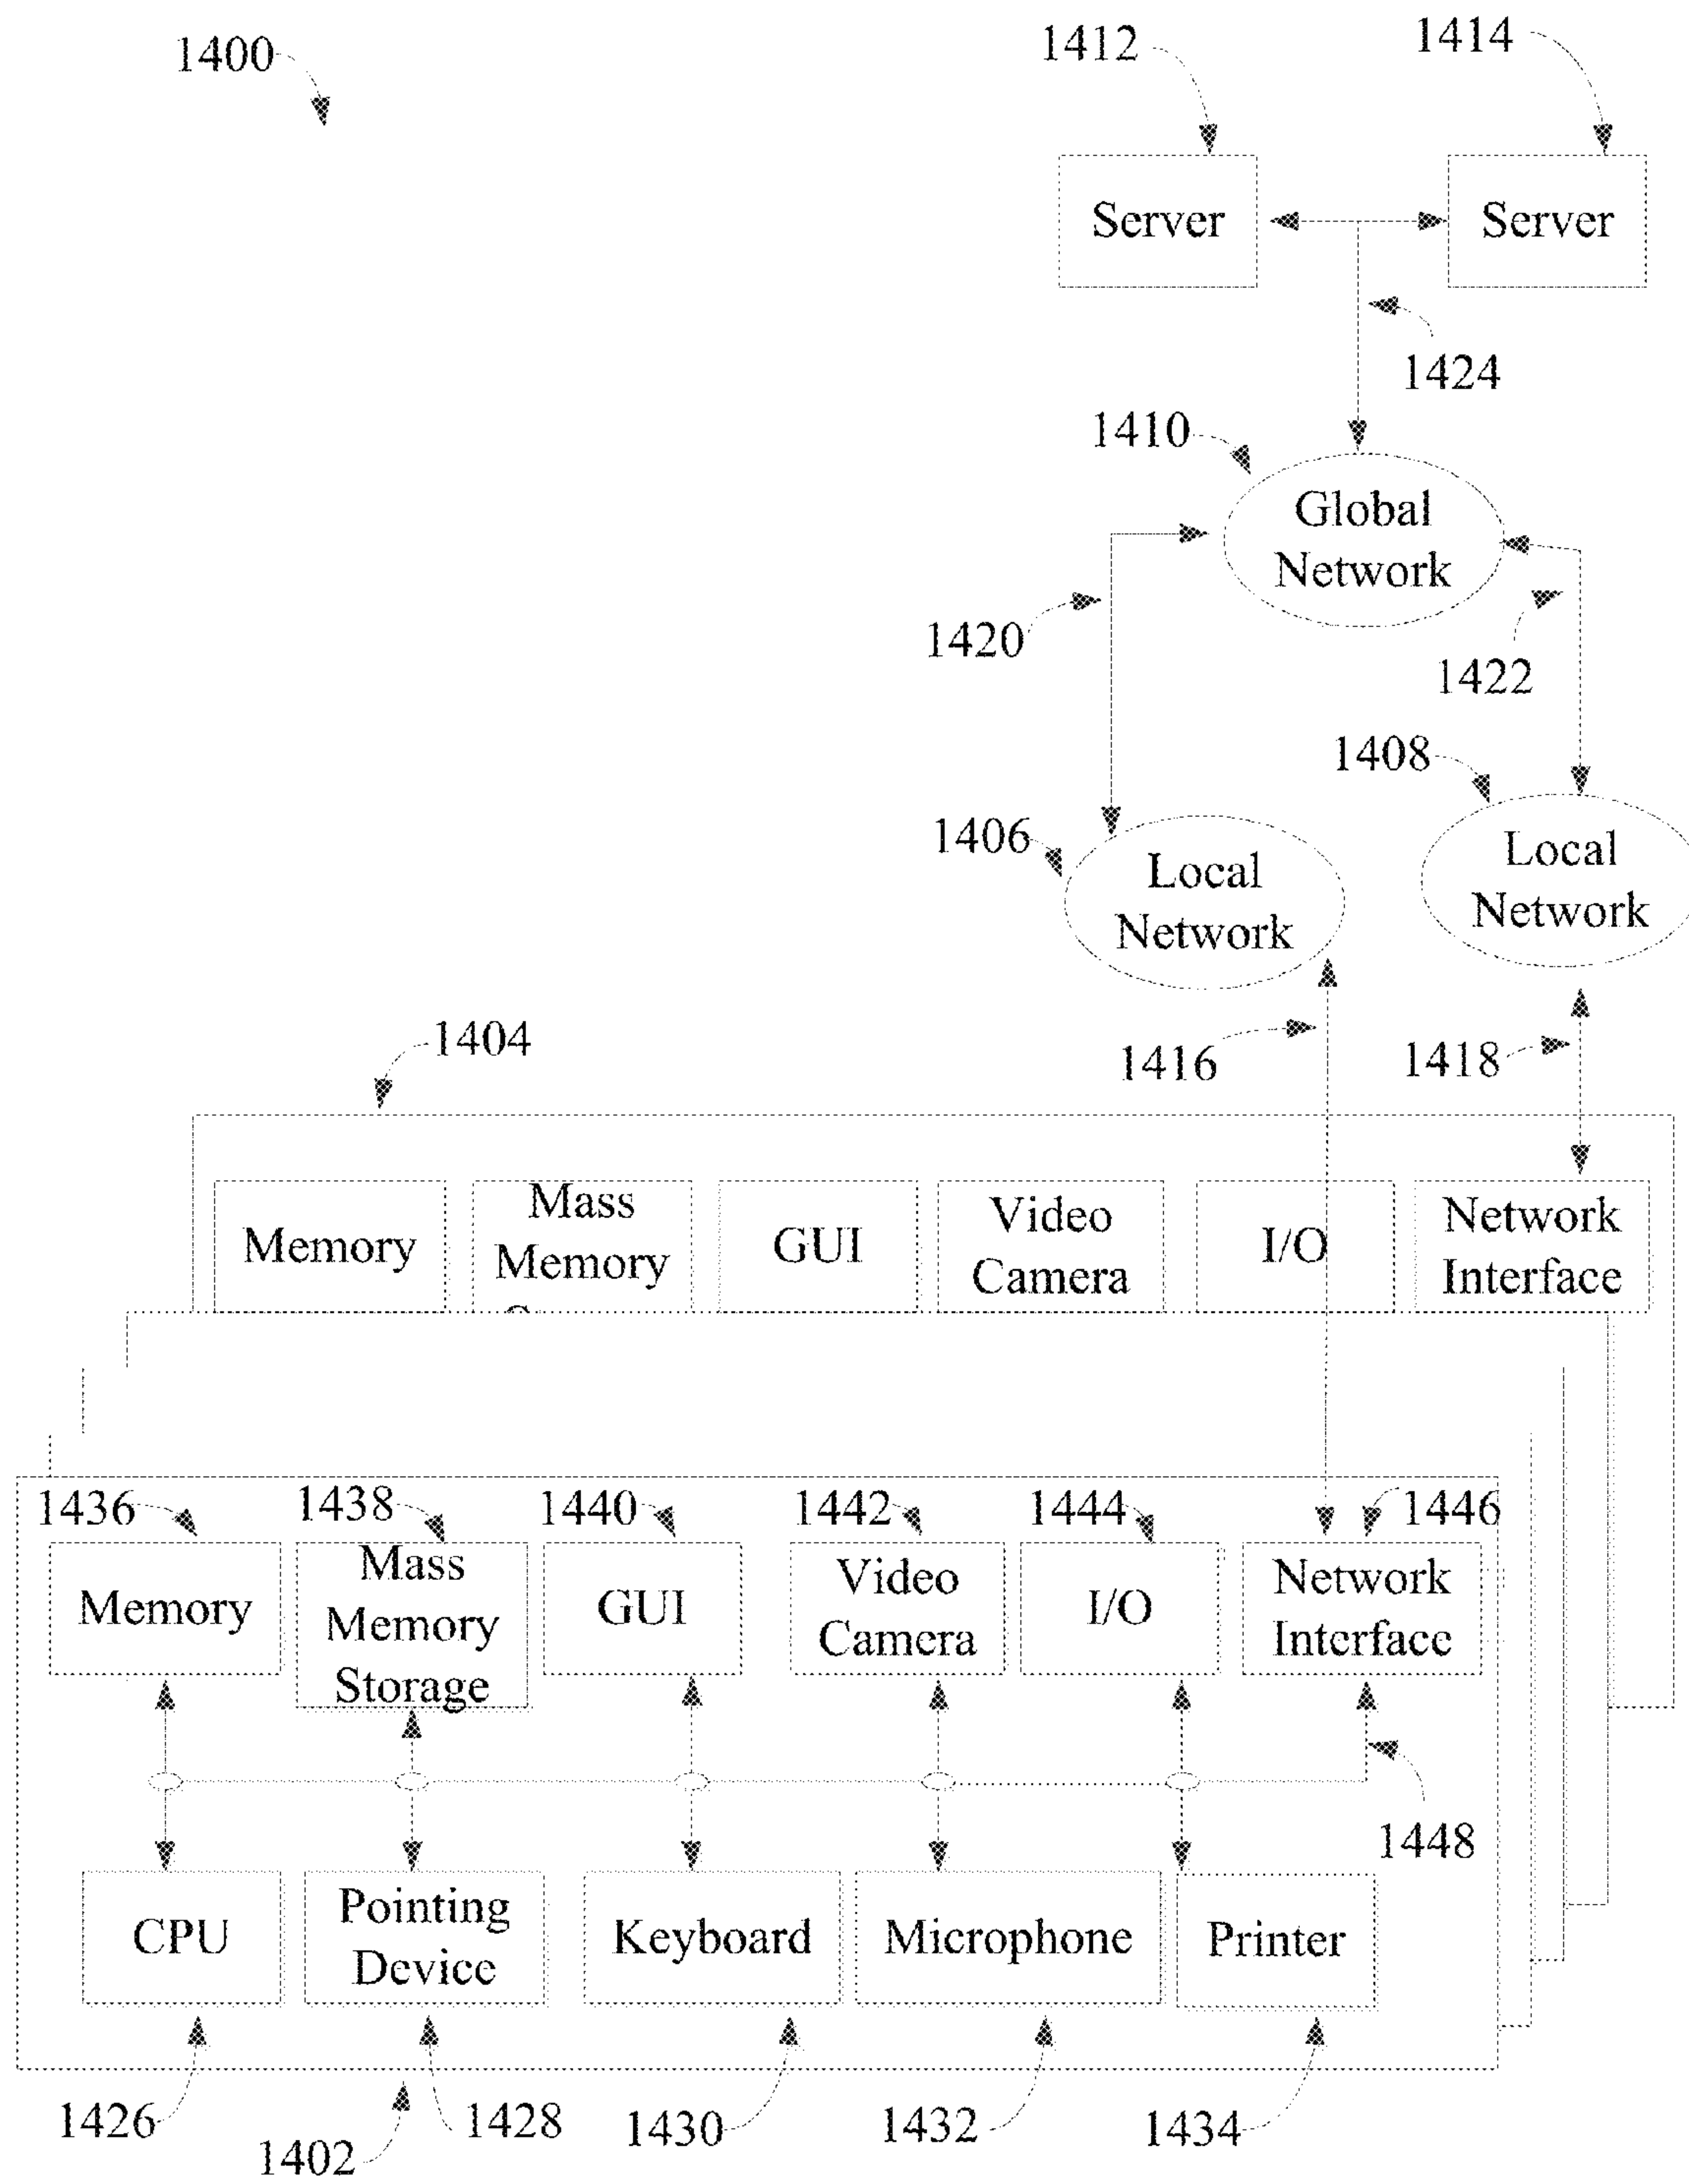 1400
1412
1414
Server
Server
1424
1410
Global
Network
1420
1422
1408
1406
Local
Network
Local
Network
1404
1416
1418
Memory
Mass
Memory
GUI
Video
Camera
I/O
Network
Interface
1436
1438
1440
1442
1444
1446
Memory
Mass
Memory
Storage
GUI
Video
Camera
I/O
Network
Interface
1448
CPU
Pointing
Device
Keyboard
Microphone
Printer
1426
1402
1428
1430
1432
1434